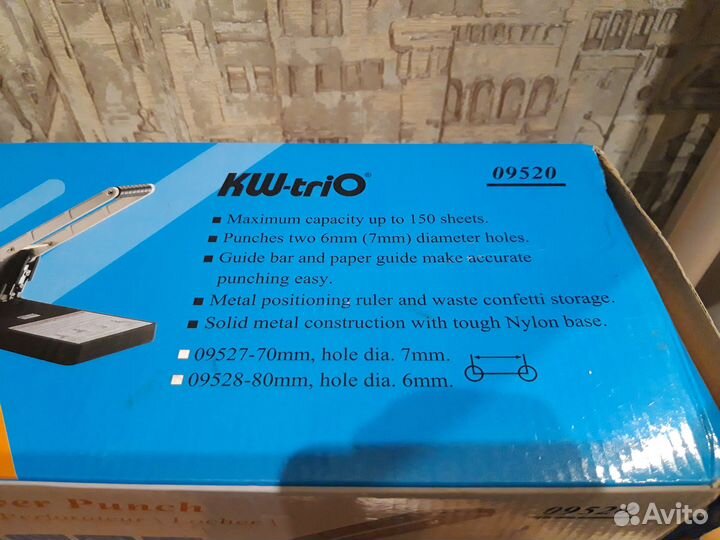 KW-triO®
09520
■ Maximum capacity up to 150 sheets.
■ Punches two 6mm (7mm) diameter holes.
■ Guide bar and paper guide make accurate
punching easy.
■ Metal positioning ruler and waste confetti storage.
■ Solid metal construction with tough Nylon base.
09527-70mm, hole dia. 7mm.
09528-80mm, hole dia. 6mm.
Punch
Locher
Avito